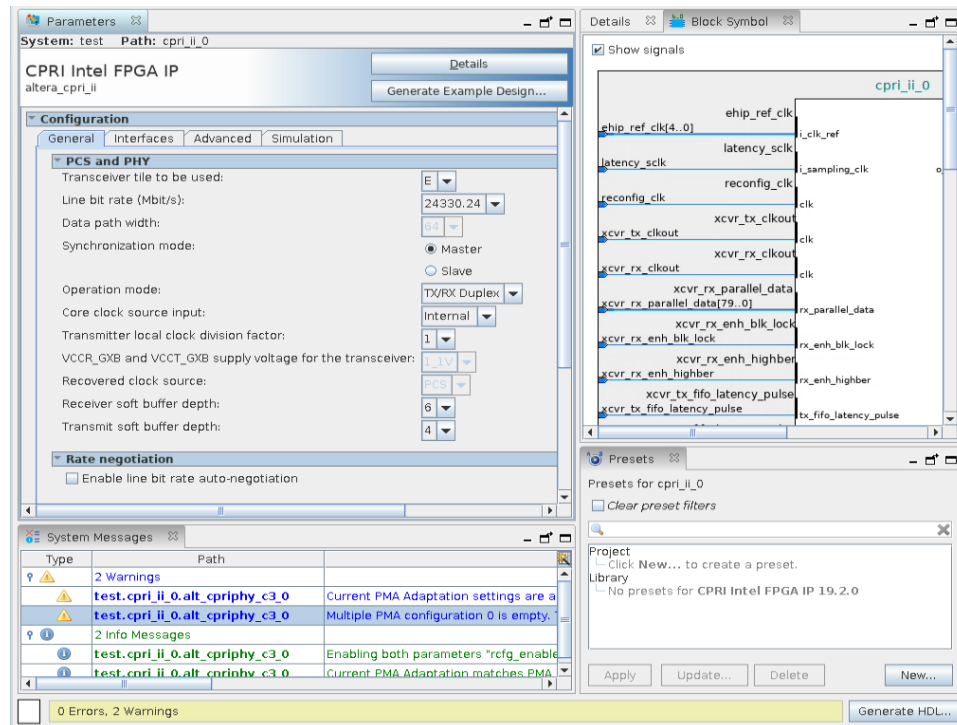 Parameters
System: test Path: cpri_ii_0
CPRI Intel FPGA IP
altera_cpri_ii
Details
Generate Example Design...
Configuration
General Interfaces Advanced Simulation
PCS and PHY
Transceiver tile to be used: E
Line bit rate (Mbit/s): 24330.24
Data path width: 64
Synchronization mode: Master
Slave
Operation mode: TX/RX Duplex
Core clock source input: Internal
Transmitter local clock division factor: 1
VCCR_GXB and VCCT_GXB supply voltage for the transceiver: 1_1V
Recovered clock source: PCS
Receiver soft buffer depth: 6
Transmit soft buffer depth: 4
Rate negotiation
Enable line bit rate auto-negotiation
System Messages
Type Path
2 Warnings
test.cpri_ii_0.alt_cpriphy_c3_0 Current PMA Adaptation settings are a
test.cpri_ii_0.alt_cpriphy_c3_0 Multiple PMA configuration 0 is empty.
2 Info Messages
test.cpri_ii_0.alt_cpriphy_c3_0 Enabling both parameters "rcfg_enable
test.cpri_ii_0.alt_cpriphy_c3_0 Current PMA Adaptation matches PMA
0 Errors, 2 Warnings
Details Block Symbol
Show signals
cpri_ii_0
ehip_ref_clk
ehip_ref_clk[4..0] i_clk_ref
latency_sclk
latency_sclk i_sampling_clk
reconfig_clk
reconfig_clk clk
xcvr_tx_clkout
xcvr_tx_clkout clk
xcvr_rx_clkout
xcvr_rx_clkout clk
xcvr_rx_parallel_data
xcvr_rx_parallel_data[79..0] rx_parallel_data
xcvr_rx_enh_blk_lock
xcvr_rx_enh_blk_lock rx_enh_blk_lock
xcvr_rx_enh_highber
xcvr_rx_enh_highber rx_enh_highber
xcvr_tx_fifo_latency_pulse
xcvr_tx_fifo_latency_pulse tx_fifo_latency_pulse
Presets
Presets for cpri_ii_0
Clear preset filters
Project
Click New... to create a preset.
Library
No presets for CPRI Intel FPGA IP 19.2.0
Apply Update... Delete New...
Generate HDL...